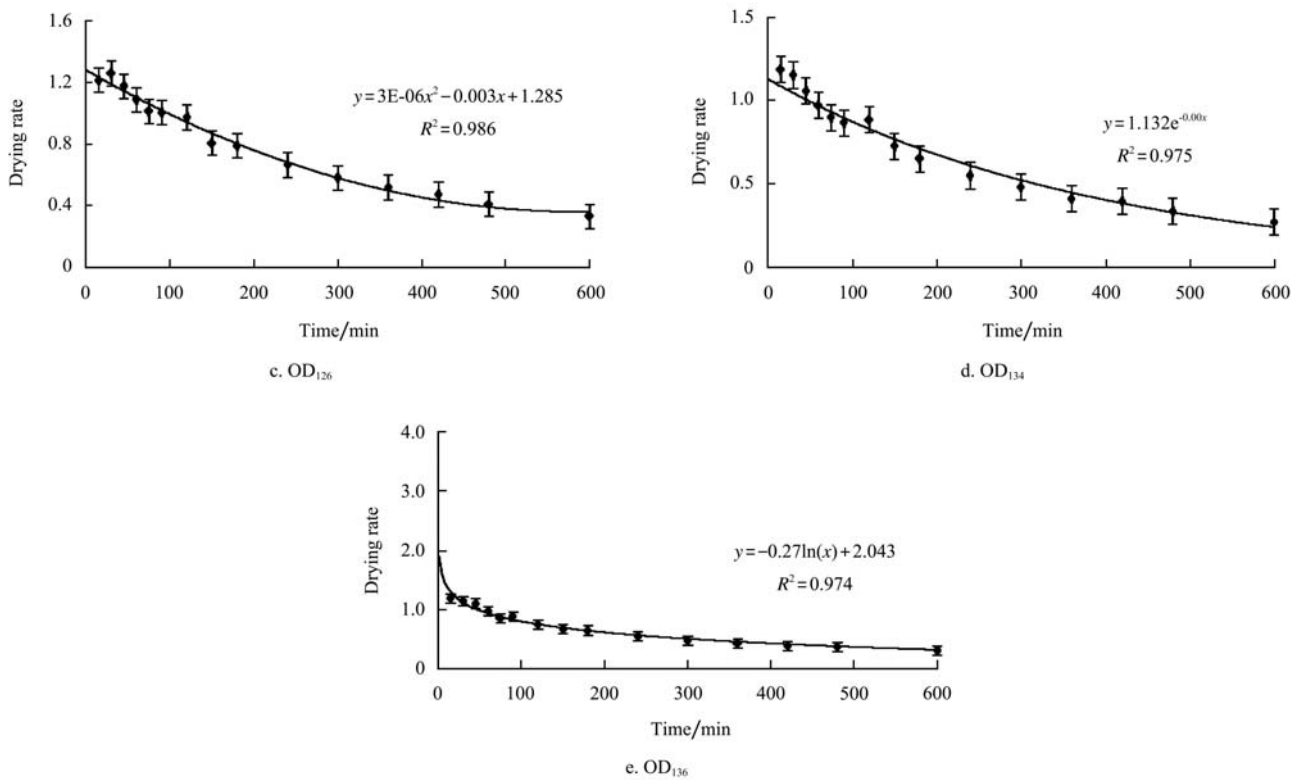 1.6
1.2
0.8
0.4
0
Drying rate
y=3E-06x²−0.003x+1.285
R²=0.986
0 100 200 300 400 500 600
Time/min
c. OD₁₂₆
1.5
1.0
0.5
0
Drying rate
y=1.132e^-0.00x
R²=0.975
0 100 200 300 400 500 600
Time/min
d. OD₁₃₄
4.0
3.0
2.0
1.0
0
Drying rate
y=−0.27ln(x)+2.043
R²=0.974
0 100 200 300 400 500 600
Time/min
e. OD₁₃₆